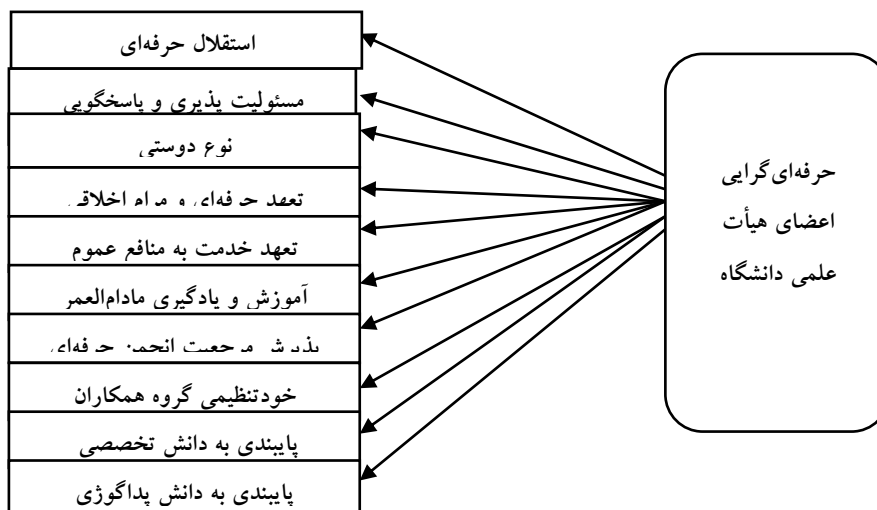 استقلال حرفه‌ای
مسئولیت پذیری و پاسخگویی
نوع دوستی
تعهد حرفه‌ای و مرام اخلاقی
تعهد خدمت به منافع عموم
آموزش و یادگیری مادام‌العمر
پذیرش مرجعیت انجمن حرفه‌ای
خودتنظیمی گروه همکاران
پایبندی به دانش تخصصی
پایبندی به دانش پداگوژی
حرفه‌ای‌گرایی
اعضای هیأت
علمی دانشگاه